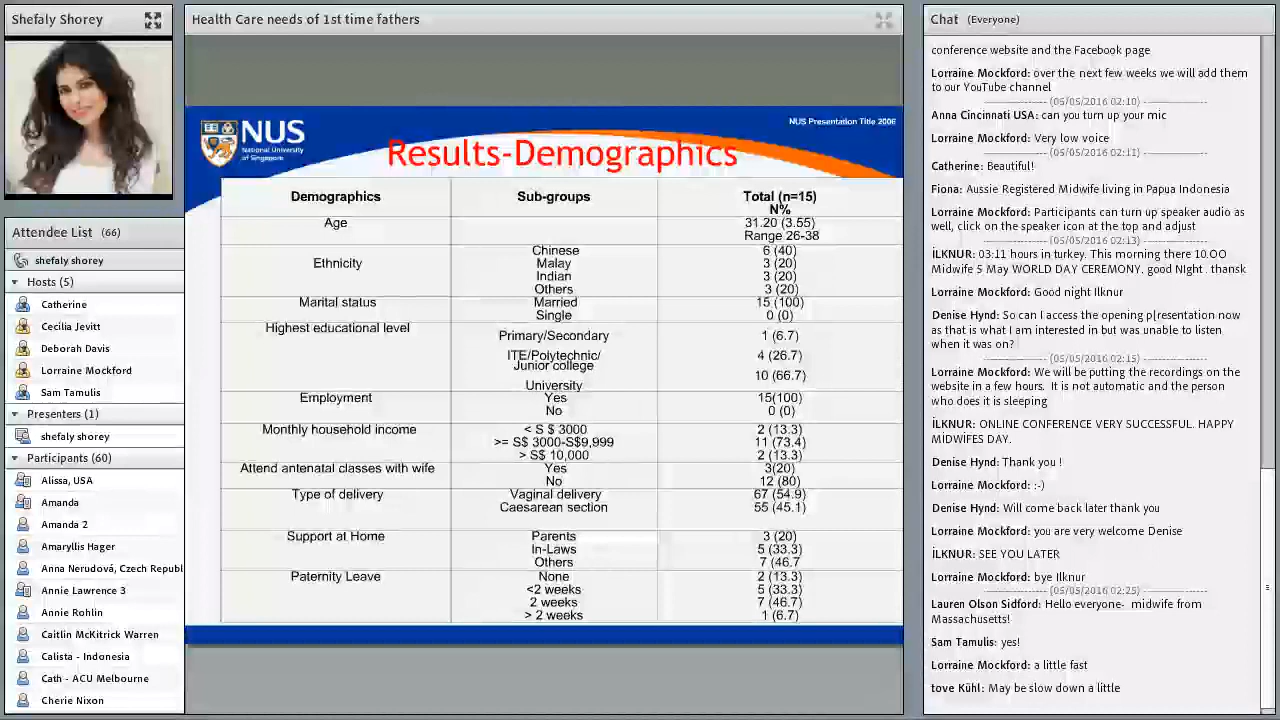 Shefaly Shorey
Attendee List (66)
shefaly shorey
Hosts (5)
Catherine
Cecilia Jevitt
Deborah Davis
Lorraine Mockford
Sam Tamulis
Presenters (1)
shefaly shorey
Participants (60)
Alissa, USA
Amanda
Amanda 2
Amaryllis Hager
Anna Nerudová, Czech Republ
Annie Lawrence 3
Annie Rohlin
Caitlin McKitrick Warren
Calista - Indonesia
Cath - ACU Melbourne
Cherie Nixon
Health Care needs of 1st time fathers
NUS
National University
of Singapore
NUS Presentation Title 2006
Results-Demographics
Demographics Sub-groups Total (n=15)
N%
Age 31.20 (3.55)
Range 26-38
Chinese 6 (40)
Ethnicity Malay 3 (20)
Indian 3 (20)
Others 3 (20)
Marital status Married 15 (100)
Single 0 (0)
Highest educational level
Primary/Secondary 1 (6.7)
ITE/Polytechnic/ 4 (26.7)
Junior college
10 (66.7)
University
Employment Yes 15(100)
No 0 (0)
Monthly household income < S $ 3000 2 (13.3)
>= S$ 3000-S$9,999 11 (73.4)
> S$ 10,000 2 (13.3)
Attend antenatal classes with wife Yes 3(20)
No 12 (80)
Type of delivery Vaginal delivery 67 (54.9)
Caesarean section 55 (45.1)
Support at Home Parents 3 (20)
In-Laws 5 (33.3)
Others 7 (46.7
Paternity Leave None 2 (13.3)
<2 weeks 5 (33.3)
2 weeks 7 (46.7)
> 2 weeks 1 (6.7)
Chat (Everyone)
conference website and the Facebook page
Lorraine Mockford: over the next few weeks we will add them
to our YouTube channel
(05/05/2016 02:10)
Anna Cincinnati USA: can you turn up your mic
Lorraine Mockford: Very low voice
(05/05/2016 02:11)
Catherine: Beautiful!
Fiona: Aussie Registered Midwife living in Papua Indonesia
Lorraine Mockford: Participants can turn up speaker audio as
well, click on the speaker icon at the top and adjust
(05/05/2016 02:13)
İLKNUR: 03:11 hours in turkey. This morning there 10.OO
Midwife 5 May WORLD DAY CEREMONY. good NIght . thansk
Lorraine Mockford: Good night Ilknur
Denise Hynd: So can I access the opening p[resentation now
as that is what I am interested in but was unable to listen
when it was on?
(05/05/2016 02:15)
Lorraine Mockford: We will be putting the recordings on the
website in a few hours. It is not automatic and the person
who does it is sleeping
İLKNUR: ONLINE CONFERENCE VERY SUCCESSFUL. HAPPY
MİDWIFES DAY.
Denise Hynd: Thank you !
Lorraine Mockford: :-)
Denise Hynd: Will come back later thank you
Lorraine Mockford: you are very welcome Denise
İLKNUR: SEE YOU LATER
Lorraine Mockford: bye Ilknur
(05/05/2016 02:25)
Lauren Olson Sidford: Hello everyone- midwife from
Massachusetts!
Sam Tamulis: yes!
Lorraine Mockford: a little fast
tove Kühl: May be slow down a little